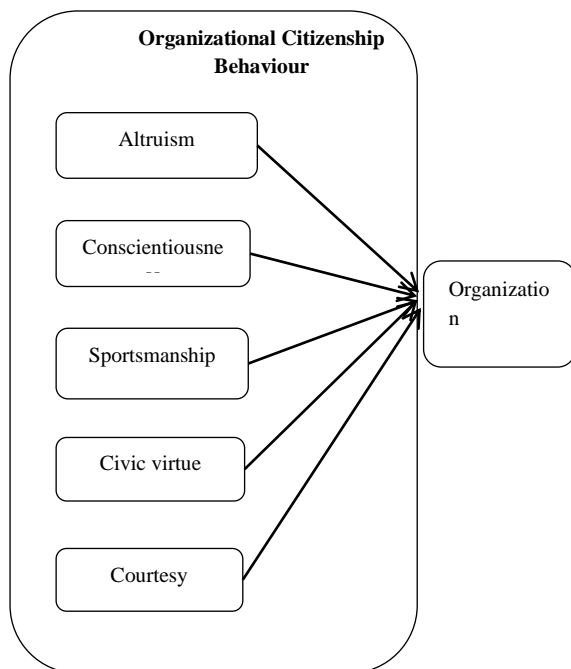 Organizational Citizenship
Behaviour
Altruism
Conscientiousne
Sportsmanship
Civic virtue
Courtesy
Organizatio
n